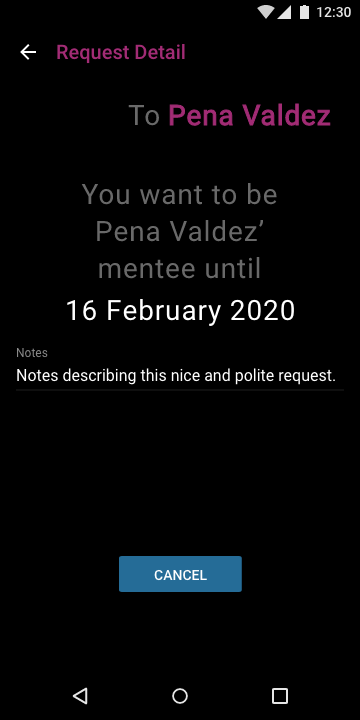 12:30
Request Detail
To Pena Valdez
You want to be
Pena Valdez’
mentee until
16 February 2020
Notes
Notes describing this nice and polite request.
CANCEL